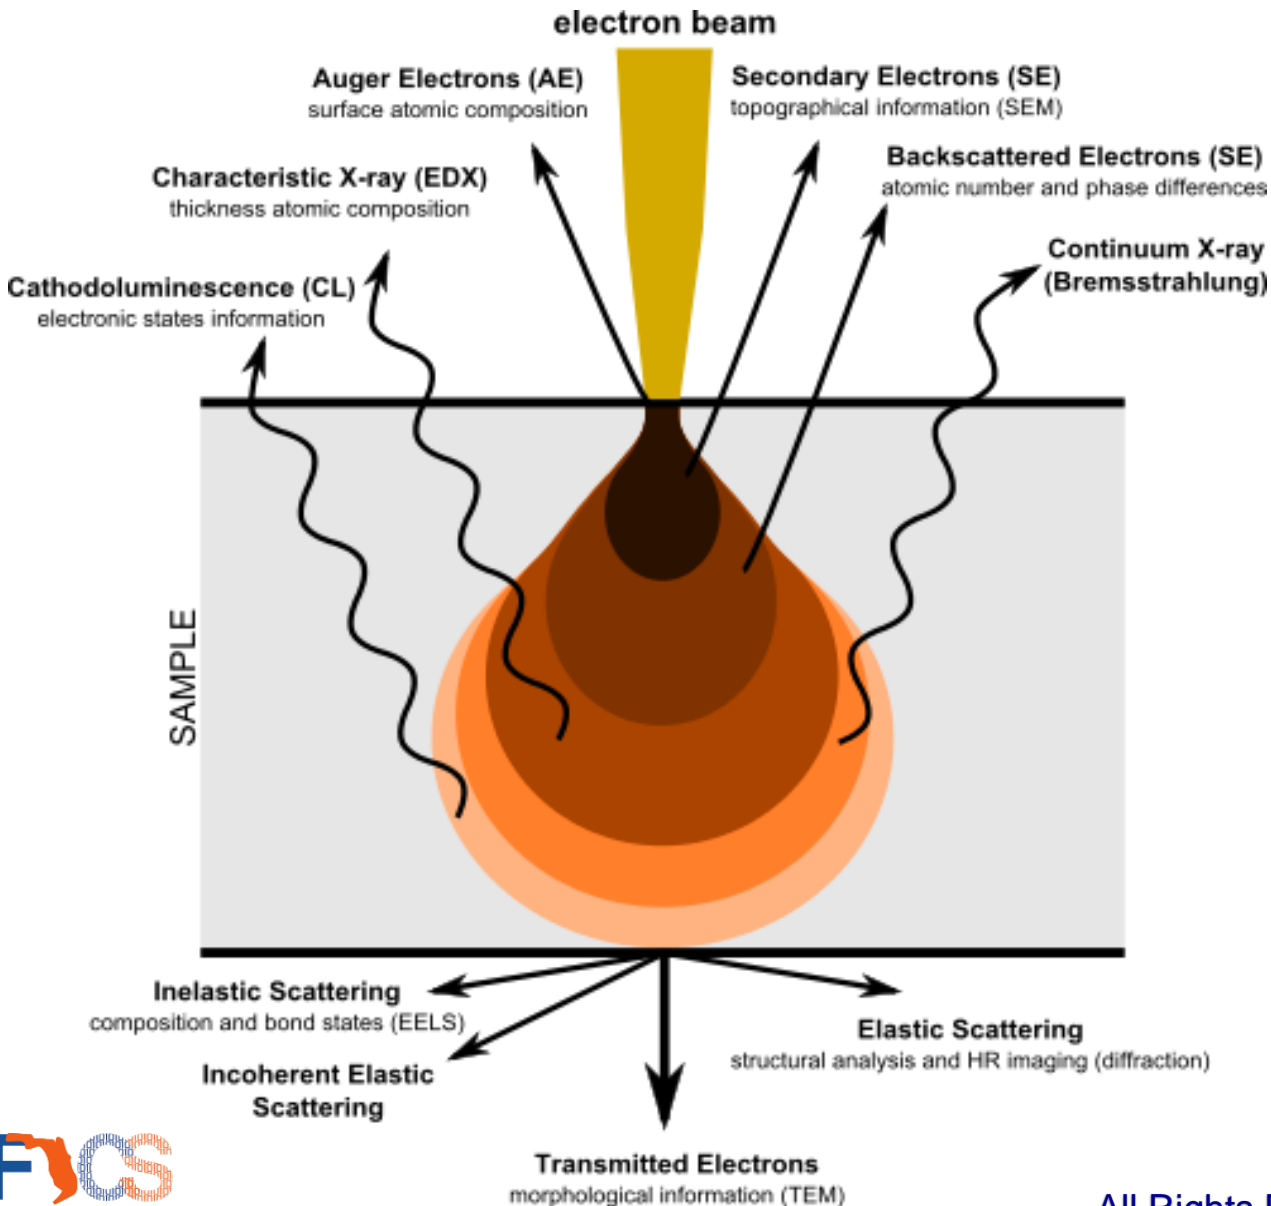 electron beam
Auger Electrons (AE)
surface atomic composition
Secondary Electrons (SE)
topographical information (SEM)
Backscattered Electrons (SE)
atomic number and phase differences
Characteristic X-ray (EDX)
thickness atomic composition
Continuum X-ray
(Bremsstrahlung)
Cathodoluminescence (CL)
electronic states information
SAMPLE
Inelastic Scattering
composition and bond states (EELS)
Incoherent Elastic
Scattering
Elastic Scattering
structural analysis and HR imaging (diffraction)
Transmitted Electrons
morphological information (TEM)
F CS
All Rights